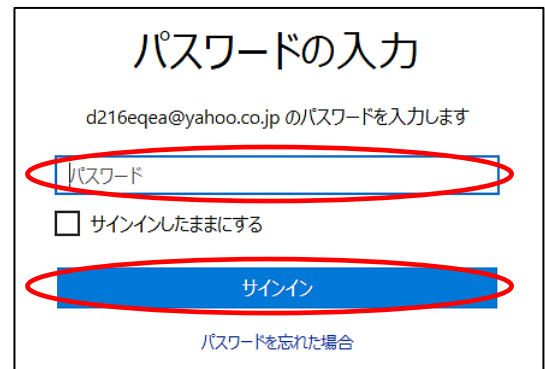 パスワードの入力
d216eqea@yahoo.co.jp のパスワードを入力します
パスワード
サインインしたままにする
サインイン
パスワードを忘れた場合